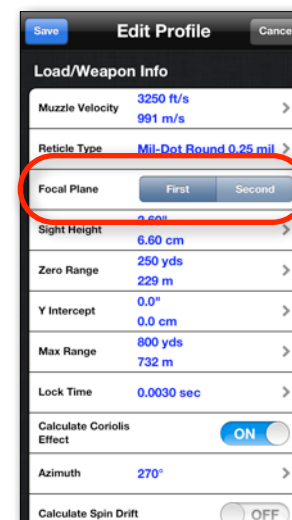 Save Edit Profile
Load/Weapon Info
Muzzle Velocity 3250 ft/s
991 m/s
Reticle Type Mil-Dot Round 0.25 mil
Focal Plane First Second
Sight Height 2.60"
6.60 cm
Zero Range 250 yds
229 m
Y Intercept 0.0"
0.0 cm
Max Range 800 yds
732 m
Lock Time 0.0030 sec
Calculate Coriolis
Effect ON
Azimuth 270°
Calculate Spin Drift OFF